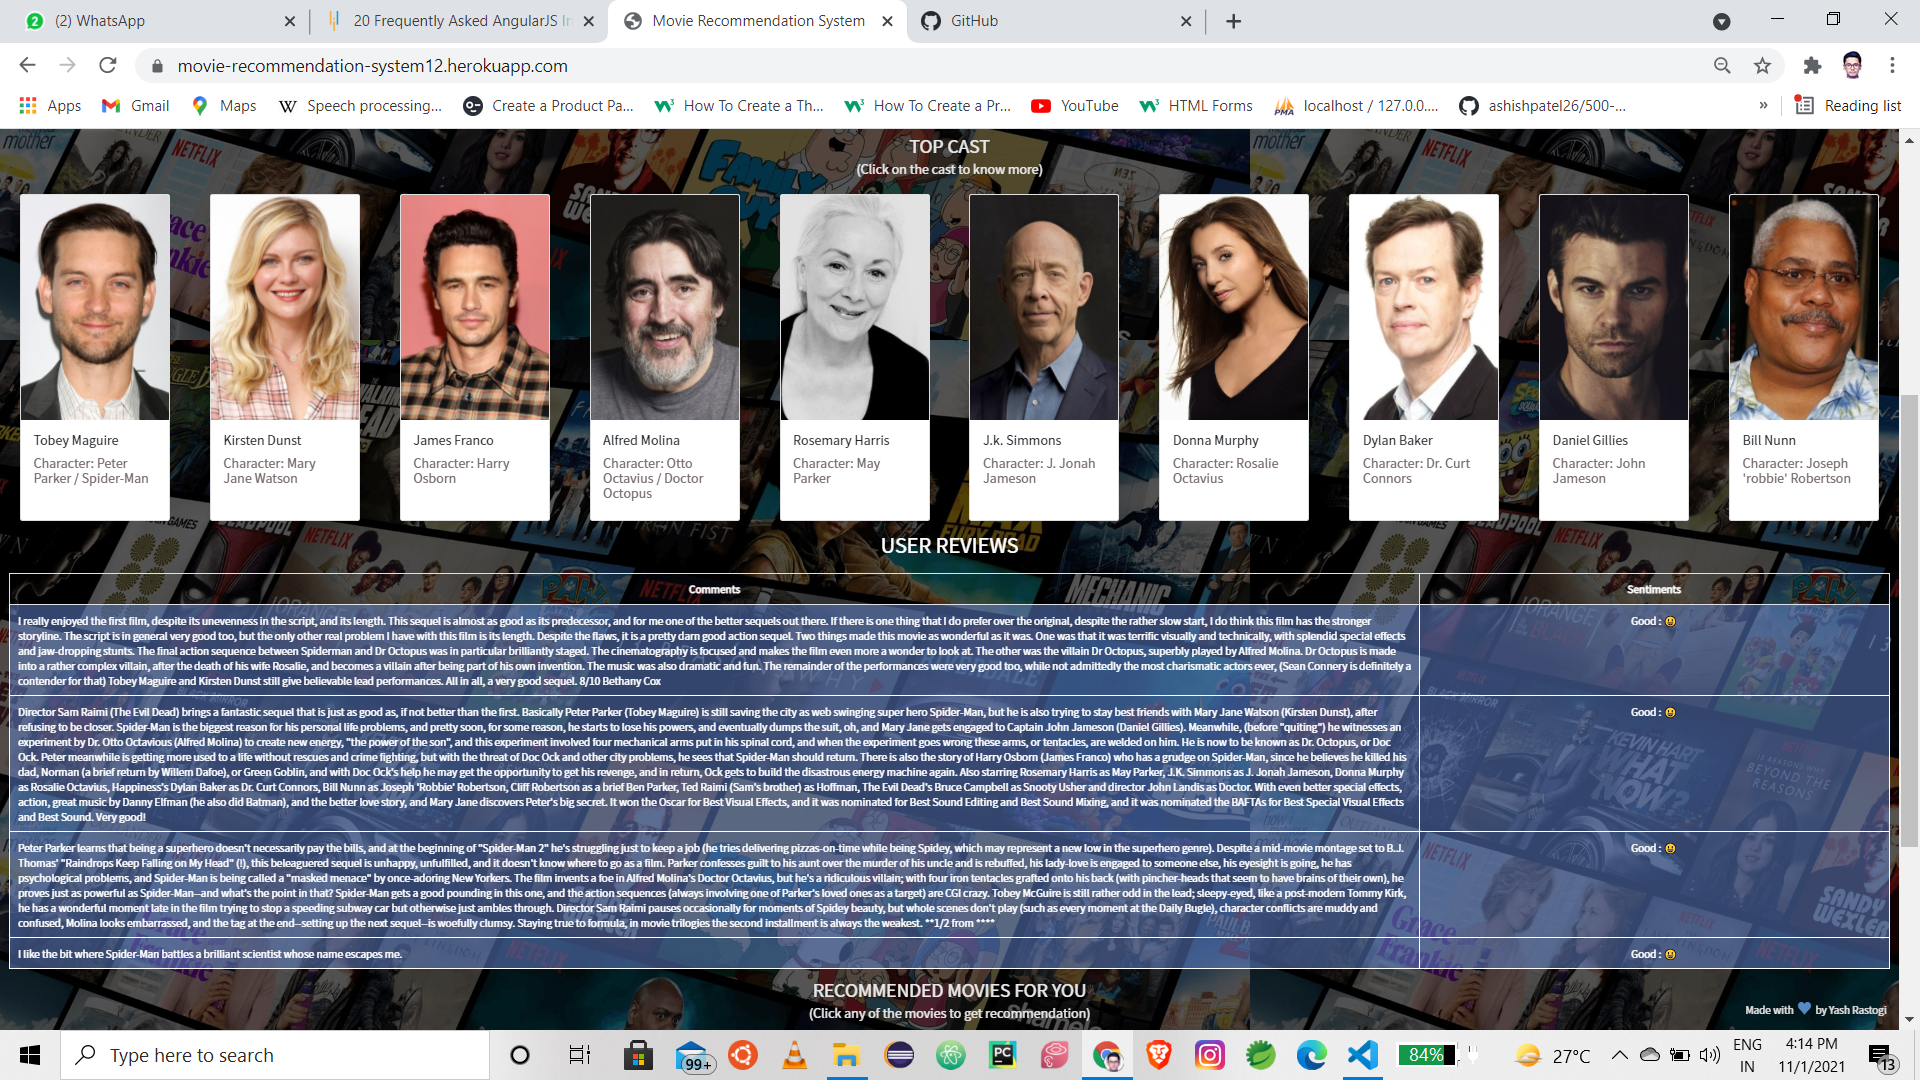 (2) WhatsApp
20 Frequently Asked AngularJS In
Movie Recommendation System
GitHub
movie-recommendation-system12.herokuapp.com
Apps
Gmail
Maps
Speech processing...
Create a Product Pa...
How To Create a Th...
How To Create a Pr...
YouTube
HTML Forms
localhost / 127.0.0....
ashishpatel26/500-...
»
Reading list
TOP CAST
(Click on the cast to know more)
Tobey Maguire
Character: Peter
Parker / Spider-Man
Kirsten Dunst
Character: Mary
Jane Watson
James Franco
Character: Harry
Osborn
Alfred Molina
Character: Otto
Octavius / Doctor
Octopus
Rosemary Harris
Character: May
Parker
J.k. Simmons
Character: J. Jonah
Jameson
Donna Murphy
Character: Rosalie
Octavius
Dylan Baker
Character: Dr. Curt
Connors
Daniel Gillies
Character: John
Jameson
Bill Nunn
Character: Joseph
'robbie' Robertson
USER REVIEWS
Comments
Sentiments
I really enjoyed the first film, despite its unevenness in the script, and its length. This sequel is almost as good as its predecessor, and for me one of the better sequels out there. If there is one thing that I do prefer over the original, despite the rather slow start, I do think this film has the stronger
storyline. The script is in general very good too, but the only other real problem I have with this film is its length. Despite the flaws, it is a pretty darn good action sequel. Two things made this movie as wonderful as it was. One was that it was terrific visually and technically, with splendid special effects
and jaw-dropping stunts. The final action sequence between Spiderman and Dr Octopus was in particular brilliantly staged. The cinematography is focused and makes the film even more a wonder to look at. The other was the villain Dr Octopus, superbly played by Alfred Molina. Dr Octopus is made
into a rather complex villain, after the death of his wife Rosalie, and becomes a villain after being part of his own invention. The music was also dramatic and fun. The remainder of the performances were very good too, while not admittedly the most charismatic actors ever, (Sean Connery is definitely a
contender for that) Tobey Maguire and Kirsten Dunst still give believable lead performances. All in all, a very good sequel. 8/10 Bethany Cox
Good : 😀
Director Sam Raimi (The Evil Dead) brings a fantastic sequel that is just as good as, if not better than the first. Basically Peter Parker (Tobey Maguire) is still saving the city as web swinging super hero Spider-Man, but he is also trying to stay best friends with Mary Jane Watson (Kirsten Dunst), after
refusing to be closer. Spider-Man is the biggest reason for his personal life problems, and pretty soon, for some reason, he starts to lose his powers, and eventually dumps the suit, oh, and Mary Jane gets engaged to Captain John Jameson (Daniel Gillies). Meanwhile, (before "quiting") he witnesses an
experiment by Dr. Otto Octavious (Alfred Molina) to create new energy, "the power of the son", and this experiment involved four mechanical arms put in his spinal cord, and when the experiment goes wrong these arms, or tentacles, are welded on him. He is now to be known as Dr. Octopus, or Doc
Ock. Peter meanwhile is getting more used to a life without rescues and crime fighting, but with the threat of Doc Ock and other city problems, he sees that Spider-Man should return. There is also the story of Harry Osborn (James Franco) who has a grudge on Spider-Man, since he believes he killed his
dad, Norman (a brief return by Willem Dafoe), or Green Goblin, and with Doc Ock's help he may get the opportunity to get his revenge, and in return, Ock gets to build the disastrous energy machine again. Also starring Rosemary Harris as May Parker, J.K. Simmons as J. Jonah Jameson, Donna Murphy
as Rosalie Octavius, Happiness's Dylan Baker as Dr. Curt Connors, Bill Nunn as Joseph 'Robbie' Robertson, Cliff Robertson as a brief Ben Parker, Ted Raimi (Sam's brother) as Hoffman, The Evil Dead's Bruce Campbell as Snooty Usher and director John Landis as Doctor. With even better special effects,
action, great music by Danny Elfman (he also did Batman), and the better love story, and Mary Jane discovers Peter's big secret. It won the Oscar for Best Visual Effects, and it was nominated for Best Sound Editing and Best Sound Mixing, and it was nominated the BAFTAs for Best Special Visual Effects
and Best Sound. Very good!
Good : 😀
Peter Parker learns that being a superhero doesn't necessarily pay the bills, and at the beginning of "Spider-Man 2" he's struggling just to keep a job (he tries delivering pizzas-on-time while being Spidey, which may represent a new low in the superhero genre). Despite a mid-movie montage set to B.J.
Thomas' "Raindrops Keep Falling on My Head" (!), this beleaguered sequel is unhappy, unfulfilled, and it doesn't know where to go as a film. Parker confesses guilt to his aunt over the murder of his uncle and is rebuffed, his lady-love is engaged to someone else, his eyesight is going, he has
psychological problems, and Spider-Man is being called a "masked menace" by once-adoring New Yorkers. The film invents a foe in Alfred Molina's Doctor Octavius, but he's a ridiculous villain; with four iron tentacles grafted onto his back (with pincher-heads that seem to have brains of their own), he
proves just as powerful as Spider-Man--and what's the point in that? Spider-Man gets a good pounding in this one, and the action sequences (always involving one of Parker's loved ones as a target) are CGI crazy. Tobey McGuire is still rather odd in the lead; sleepy-eyed, like a post-modern Tommy Kirk,
he has a wonderful moment late in the film trying to stop a speeding subway car but otherwise just ambles through. Director Sam Raimi pauses occasionally for moments of Spidey beauty, but whole scenes don't play (such as every moment at the Daily Bugle), character conflicts are muddy and
confused, Molina looks embarrassed, and the tag at the end--setting up the next sequel--is woefully clumsy. Staying true to formula, in movie trilogies the second installment is always the weakest. **1/2 from ****
Good : 😀
I like the bit where Spider-Man battles a brilliant scientist whose name escapes me.
Good : 😀
RECOMMENDED MOVIES FOR YOU
(Click any of the movies to get recommendation)
Made with 💙 by Yash Rastogi
Type here to search
99+
84%
27°C
ENG
IN
4:14 PM
11/1/2021
13